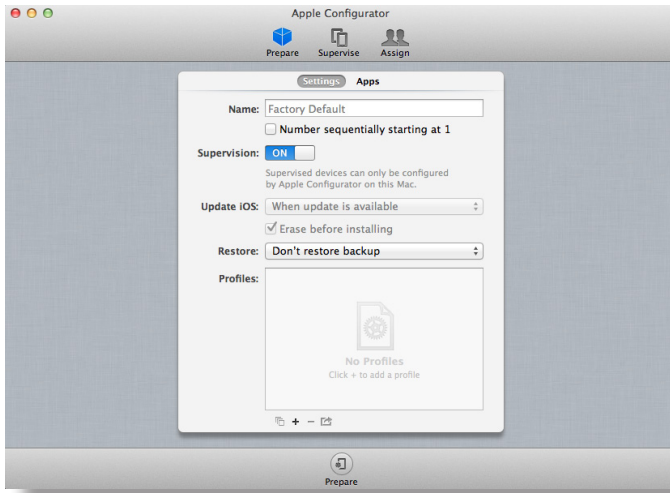 Apple Configurator
Prepare Supervise Assign
Settings Apps
Name: Factory Default
Number sequentially starting at 1
Supervision: ON
Supervised devices can only be configured
by Apple Configurator on this Mac.
Update iOS: When update is available
Erase before installing
Restore: Don't restore backup
Profiles:
No Profiles
Click + to add a profile
Prepare